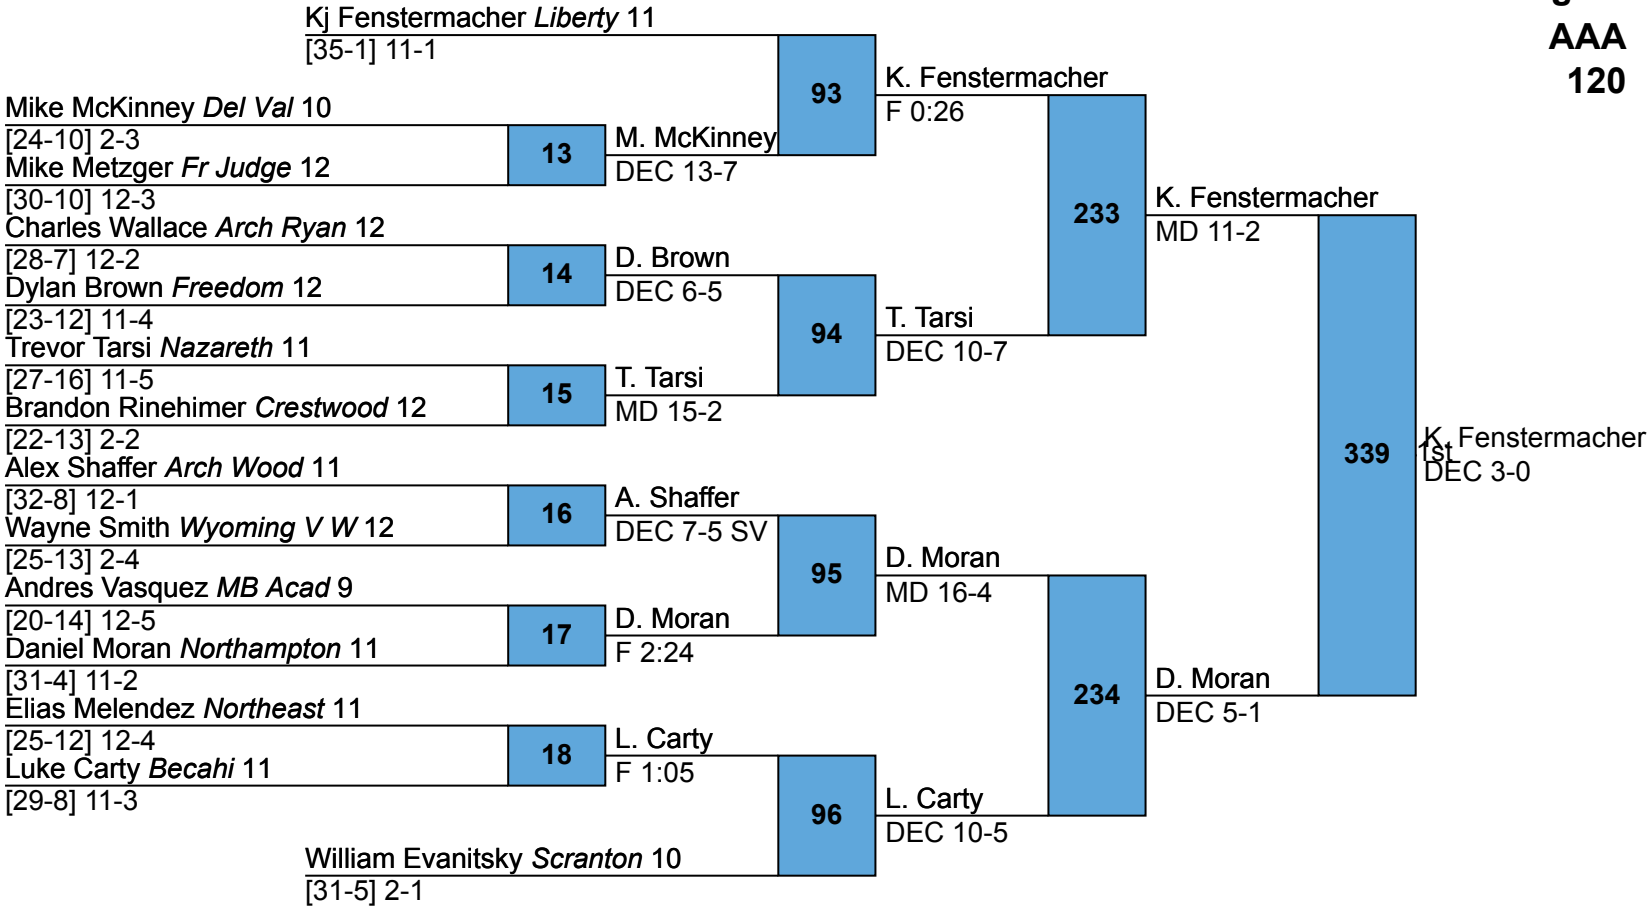 g
AAA
120
Kj Fenstermacher Liberty 11
[35-1] 11-1
Mike McKinney Del Val 10
[24-10] 2-3
Mike Metzger Fr Judge 12
[30-10] 12-3
Charles Wallace Arch Ryan 12
[28-7] 12-2
Dylan Brown Freedom 12
[23-12] 11-4
Trevor Tarsi Nazareth 11
[27-16] 11-5
Brandon Rinehimer Crestwood 12
[22-13] 2-2
Alex Shaffer Arch Wood 11
[32-8] 12-1
Wayne Smith Wyoming V W 12
[25-13] 2-4
Andres Vasquez MB Acad 9
[20-14] 12-5
Daniel Moran Northampton 11
[31-4] 11-2
Elias Melendez Northeast 11
[25-12] 12-4
Luke Carty Becahi 11
[29-8] 11-3
William Evanitsky Scranton 10
[31-5] 2-1
13
14
15
16
17
18
M. McKinney
DEC 13-7
D. Brown
DEC 6-5
T. Tarsi
MD 15-2
A. Shaffer
DEC 7-5 SV
D. Moran
F 2:24
L. Carty
F 1:05
93
94
95
96
K. Fenstermacher
F 0:26
T. Tarsi
DEC 10-7
D. Moran
MD 16-4
L. Carty
DEC 10-5
233
234
K. Fenstermacher
MD 11-2
D. Moran
DEC 5-1
339
K. Fenstermacher
1st
DEC 3-0